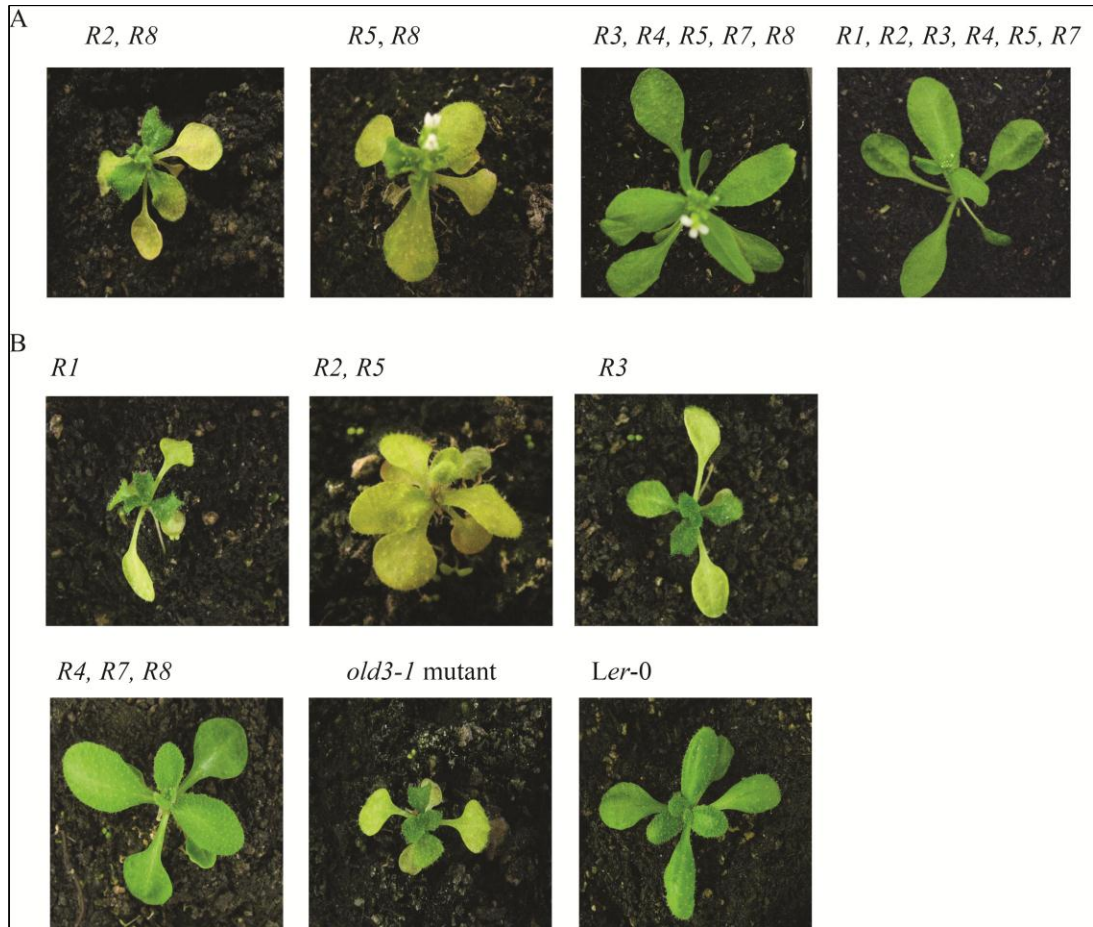 A
R2, R8 R5, R8 R3, R4, R5, R7, R8 R1, R2, R3, R4, R5, R7
B
R1 R2, R5 R3
R4, R7, R8 old3-1 mutant Ler-0